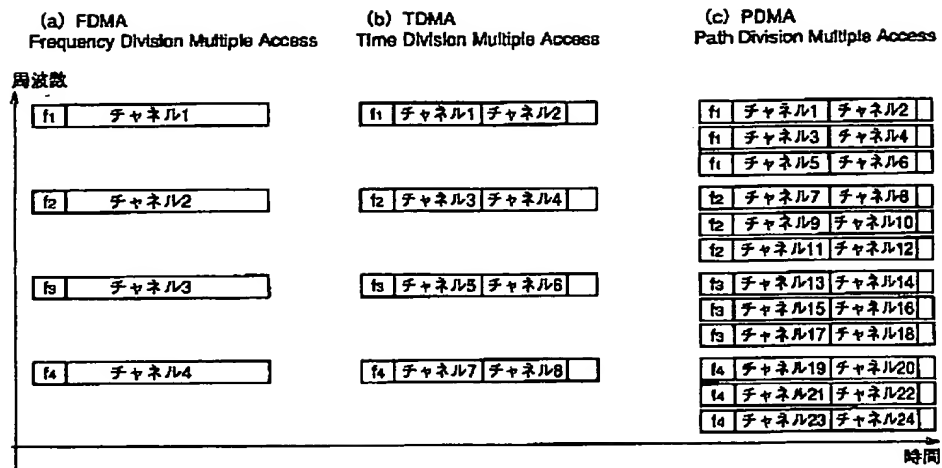 (a) FDMA
Frequency Division Multiple Access
(b) TDMA
Time Division Multiple Access
(c) PDMA
Path Division Multiple Access
周波数
f1 チャネル1
f2 チャネル2
f3 チャネル3
f4 チャネル4
f1 チャネル1 チャネル2
f2 チャネル3 チャネル4
f3 チャネル5 チャネル6
f4 チャネル7 チャネル8
f1 チャネル1 チャネル2
f1 チャネル3 チャネル4
f1 チャネル5 チャネル6
f2 チャネル7 チャネル8
f2 チャネル9 チャネル10
f2 チャネル11 チャネル12
f3 チャネル13 チャネル14
f3 チャネル15 チャネル16
f3 チャネル17 チャネル18
f4 チャネル19 チャネル20
f4 チャネル21 チャネル22
f4 チャネル23 チャネル24
時間